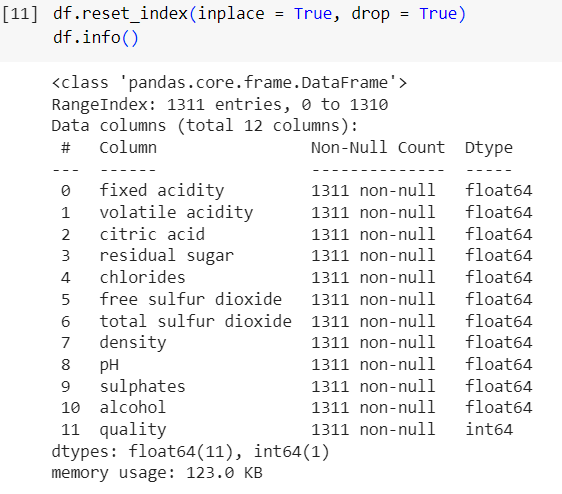 [11] df.reset_index(inplace = True, drop = True)
df.info()
<class 'pandas.core.frame.DataFrame'>
RangeIndex: 1311 entries, 0 to 1310
Data columns (total 12 columns):
 #   Column                Non-Null Count  Dtype
---  ------                --------------  -----
 0   fixed acidity         1311 non-null   float64
 1   volatile acidity      1311 non-null   float64
 2   citric acid           1311 non-null   float64
 3   residual sugar        1311 non-null   float64
 4   chlorides             1311 non-null   float64
 5   free sulfur dioxide   1311 non-null   float64
 6   total sulfur dioxide  1311 non-null   float64
 7   density               1311 non-null   float64
 8   pH                    1311 non-null   float64
 9   sulphates             1311 non-null   float64
 10  alcohol               1311 non-null   float64
 11  quality               1311 non-null   int64
dtypes: float64(11), int64(1)
memory usage: 123.0 KB